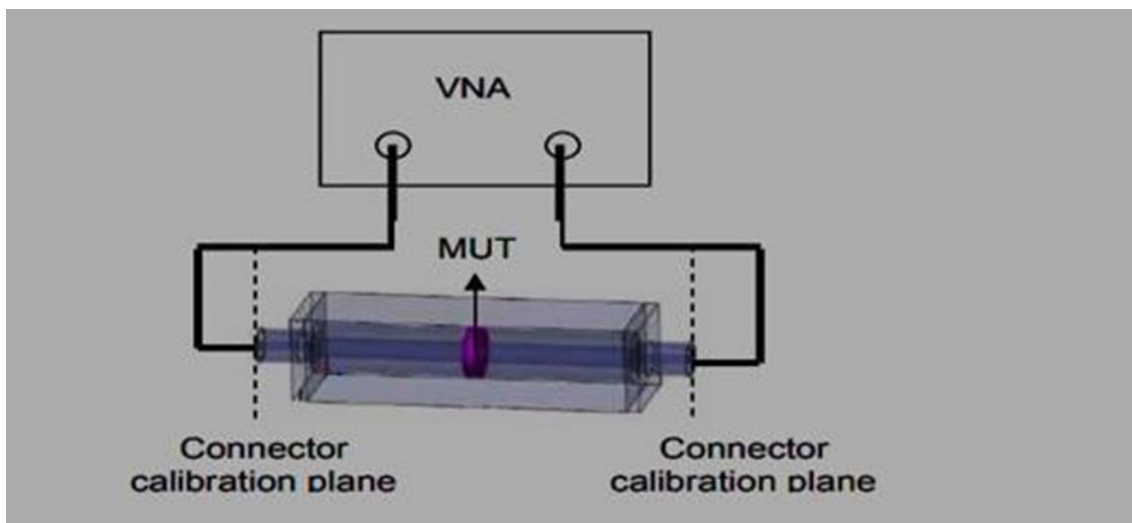 VNA
MUT
Connector
calibration plane
Connector
calibration plane